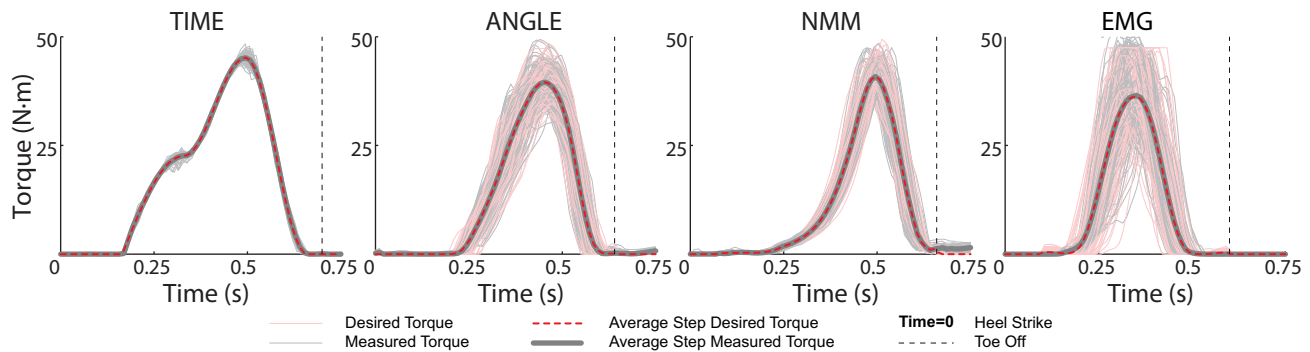 TIME ANGLE NMM EMG
50 50 50 50
25 25 25 25
Torque (N·m)
0 0.25 0.5 0.75 0 0.25 0.5 0.75 0 0.25 0.5 0.75 0 0.25 0.5 0.75
Time (s) Time (s) Time (s) Time (s)
Desired Torque Average Step Desired Torque Time=0 Heel Strike
Measured Torque Average Step Measured Torque Toe Off